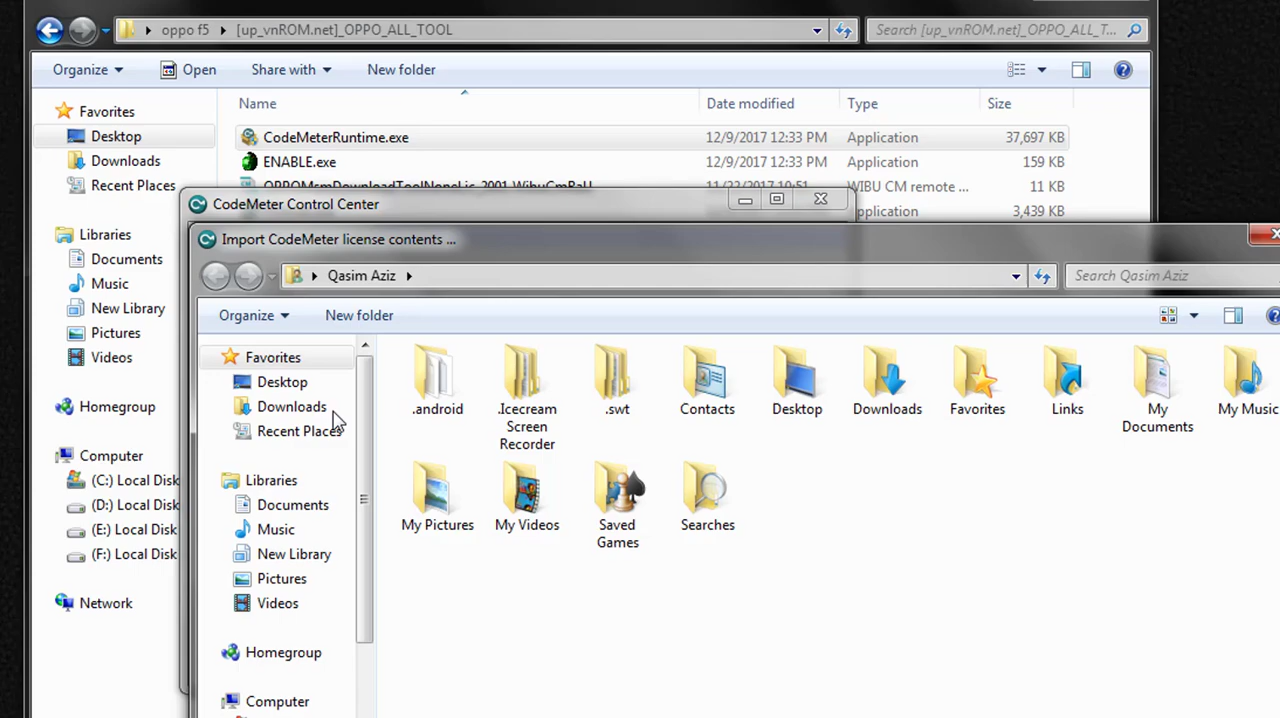 oppo f5 [up_vnROM.net]_OPPO_ALL_TOOL Search [up_vnROM.net]_OPPO_ALL_T...
Organize Open Share with New folder
Favorites
Desktop
Downloads
Recent Places
Libraries
Documents
Music
New Library
Pictures
Videos
Homegroup
Computer
(C:) Local Disk
(D:) Local Disk
(E:) Local Disk
(F:) Local Disk
Network
Name Date modified Type Size
CodeMeterRuntime.exe 12/9/2017 12:33 PM Application 37,697 KB
ENABLE.exe 12/9/2017 12:33 PM Application 159 KB
11/22/2017 10:51 WIBU CM remote ... 11 KB
pplication 3,439 KB
CodeMeter Control Center
Import CodeMeter license contents ...
Qasim Aziz Search Qasim Aziz
Organize New folder
Favorites
Desktop
Downloads
Recent Places
Libraries
Documents
Music
New Library
Pictures
Videos
Homegroup
Computer
.android
.Icecream
Screen
Recorder
.swt
Contacts
Desktop
Downloads
Favorites
Links
My
Documents
My Music
My Pictures
My Videos
Saved
Games
Searches